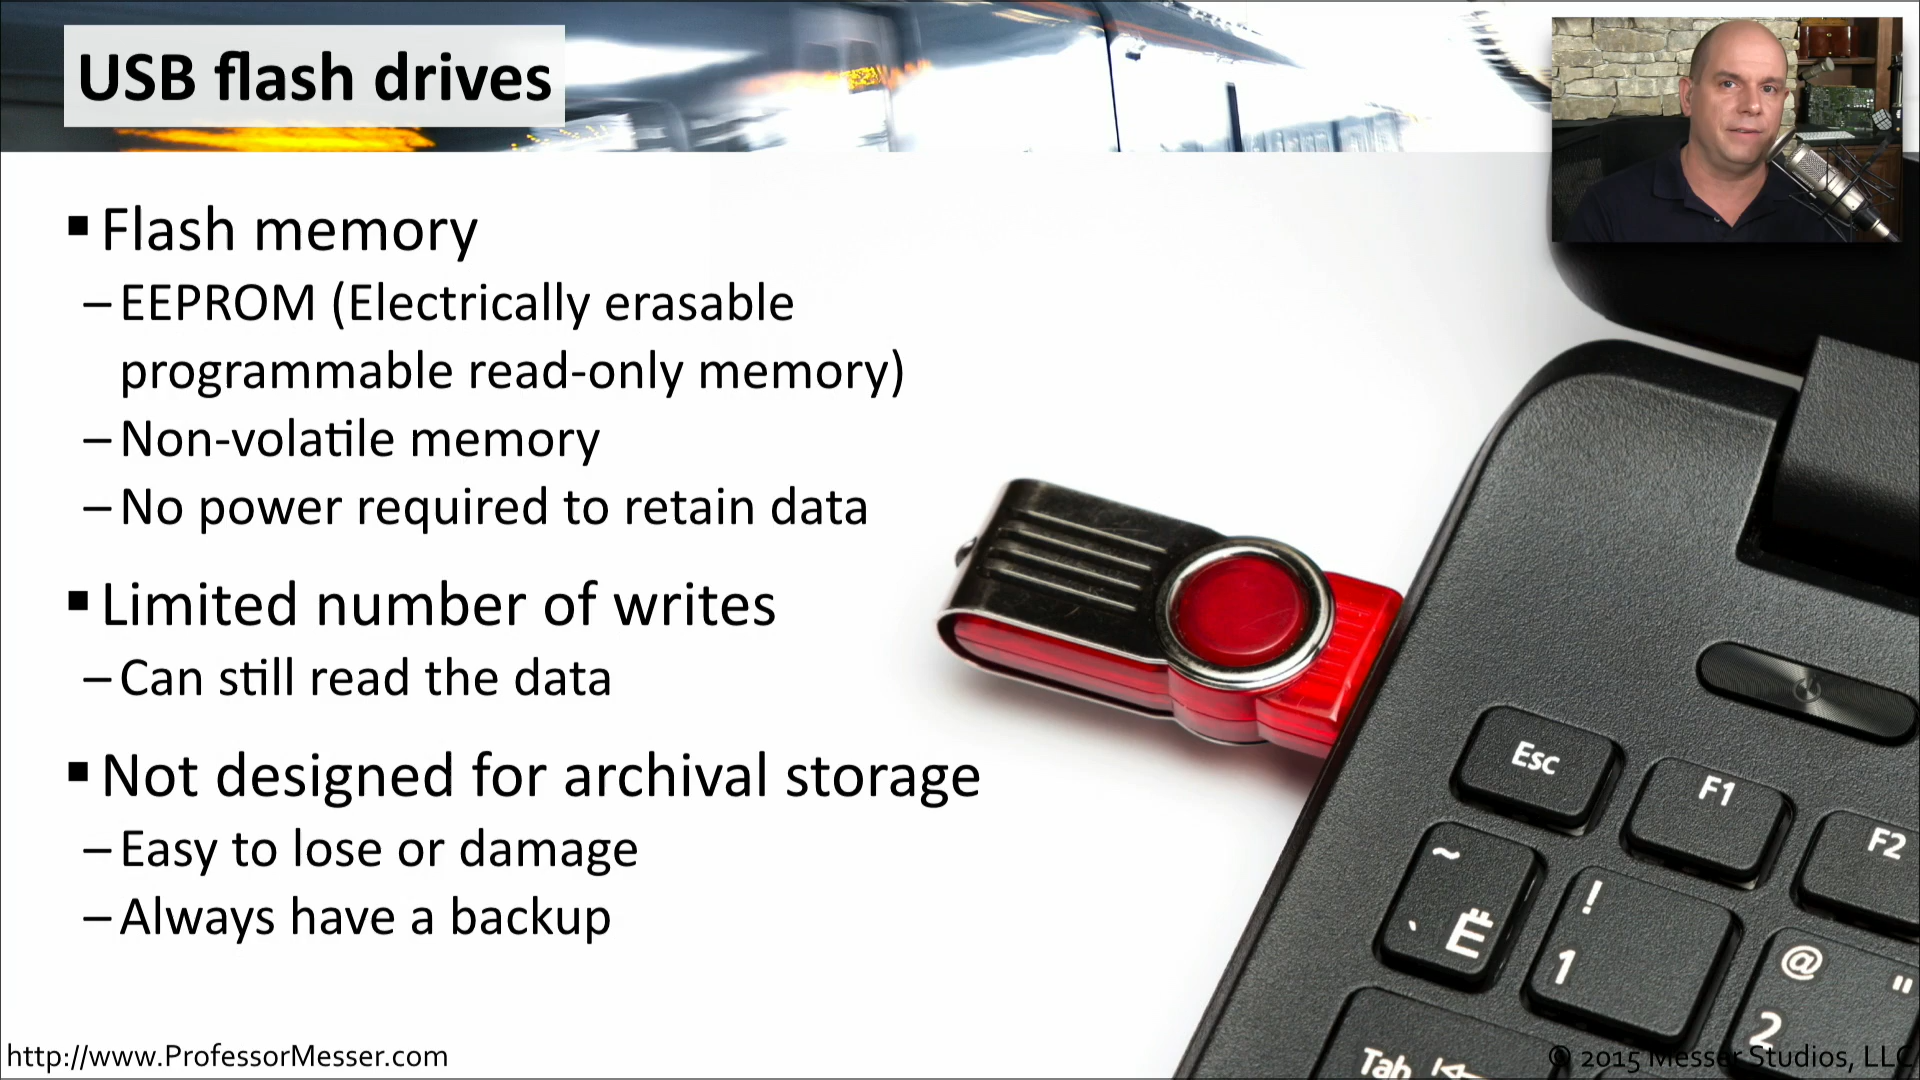 USB flash drives
▪ Flash memory
– EEPROM (Electrically erasable
programmable read-only memory)
– Non-volatile memory
– No power required to retain data
▪ Limited number of writes
– Can still read the data
▪ Not designed for archival storage
– Easy to lose or damage
– Always have a backup
Esc
F1
F2
~
` Ё
!
1
@ "
2
Tab
http://www.ProfessorMesser.com
© 2015 Messer Studios, LLC